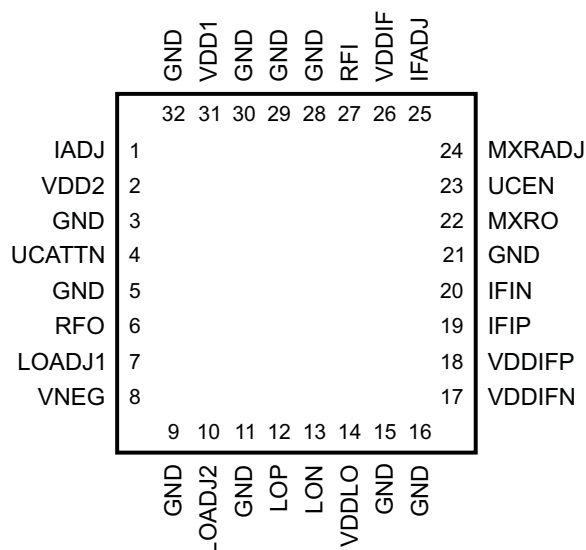 GND VDD1 GND GND GND RFI VDDIF IFADJ
32 31 30 29 28 27 26 25
IADJ 1 24 MXRADJ
VDD2 2 23 UCEN
GND 3 22 MXRO
UCATTN 4 21 GND
GND 5 20 IFIN
RFO 6 19 IFIP
LOADJ1 7 18 VDDIFP
VNEG 8 17 VDDIFN
9 10 11 12 13 14 15 16
GND LOADJ2 GND LOP LON VDDLO GND GND